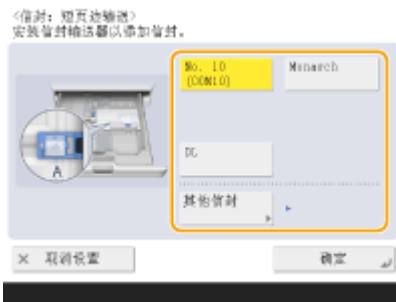 <信封: 短页边输送>
安装信封输送器以添加信封。
No. 10
(COM10)
Monarch
DL
其他信封
A
× 取消设置
确定